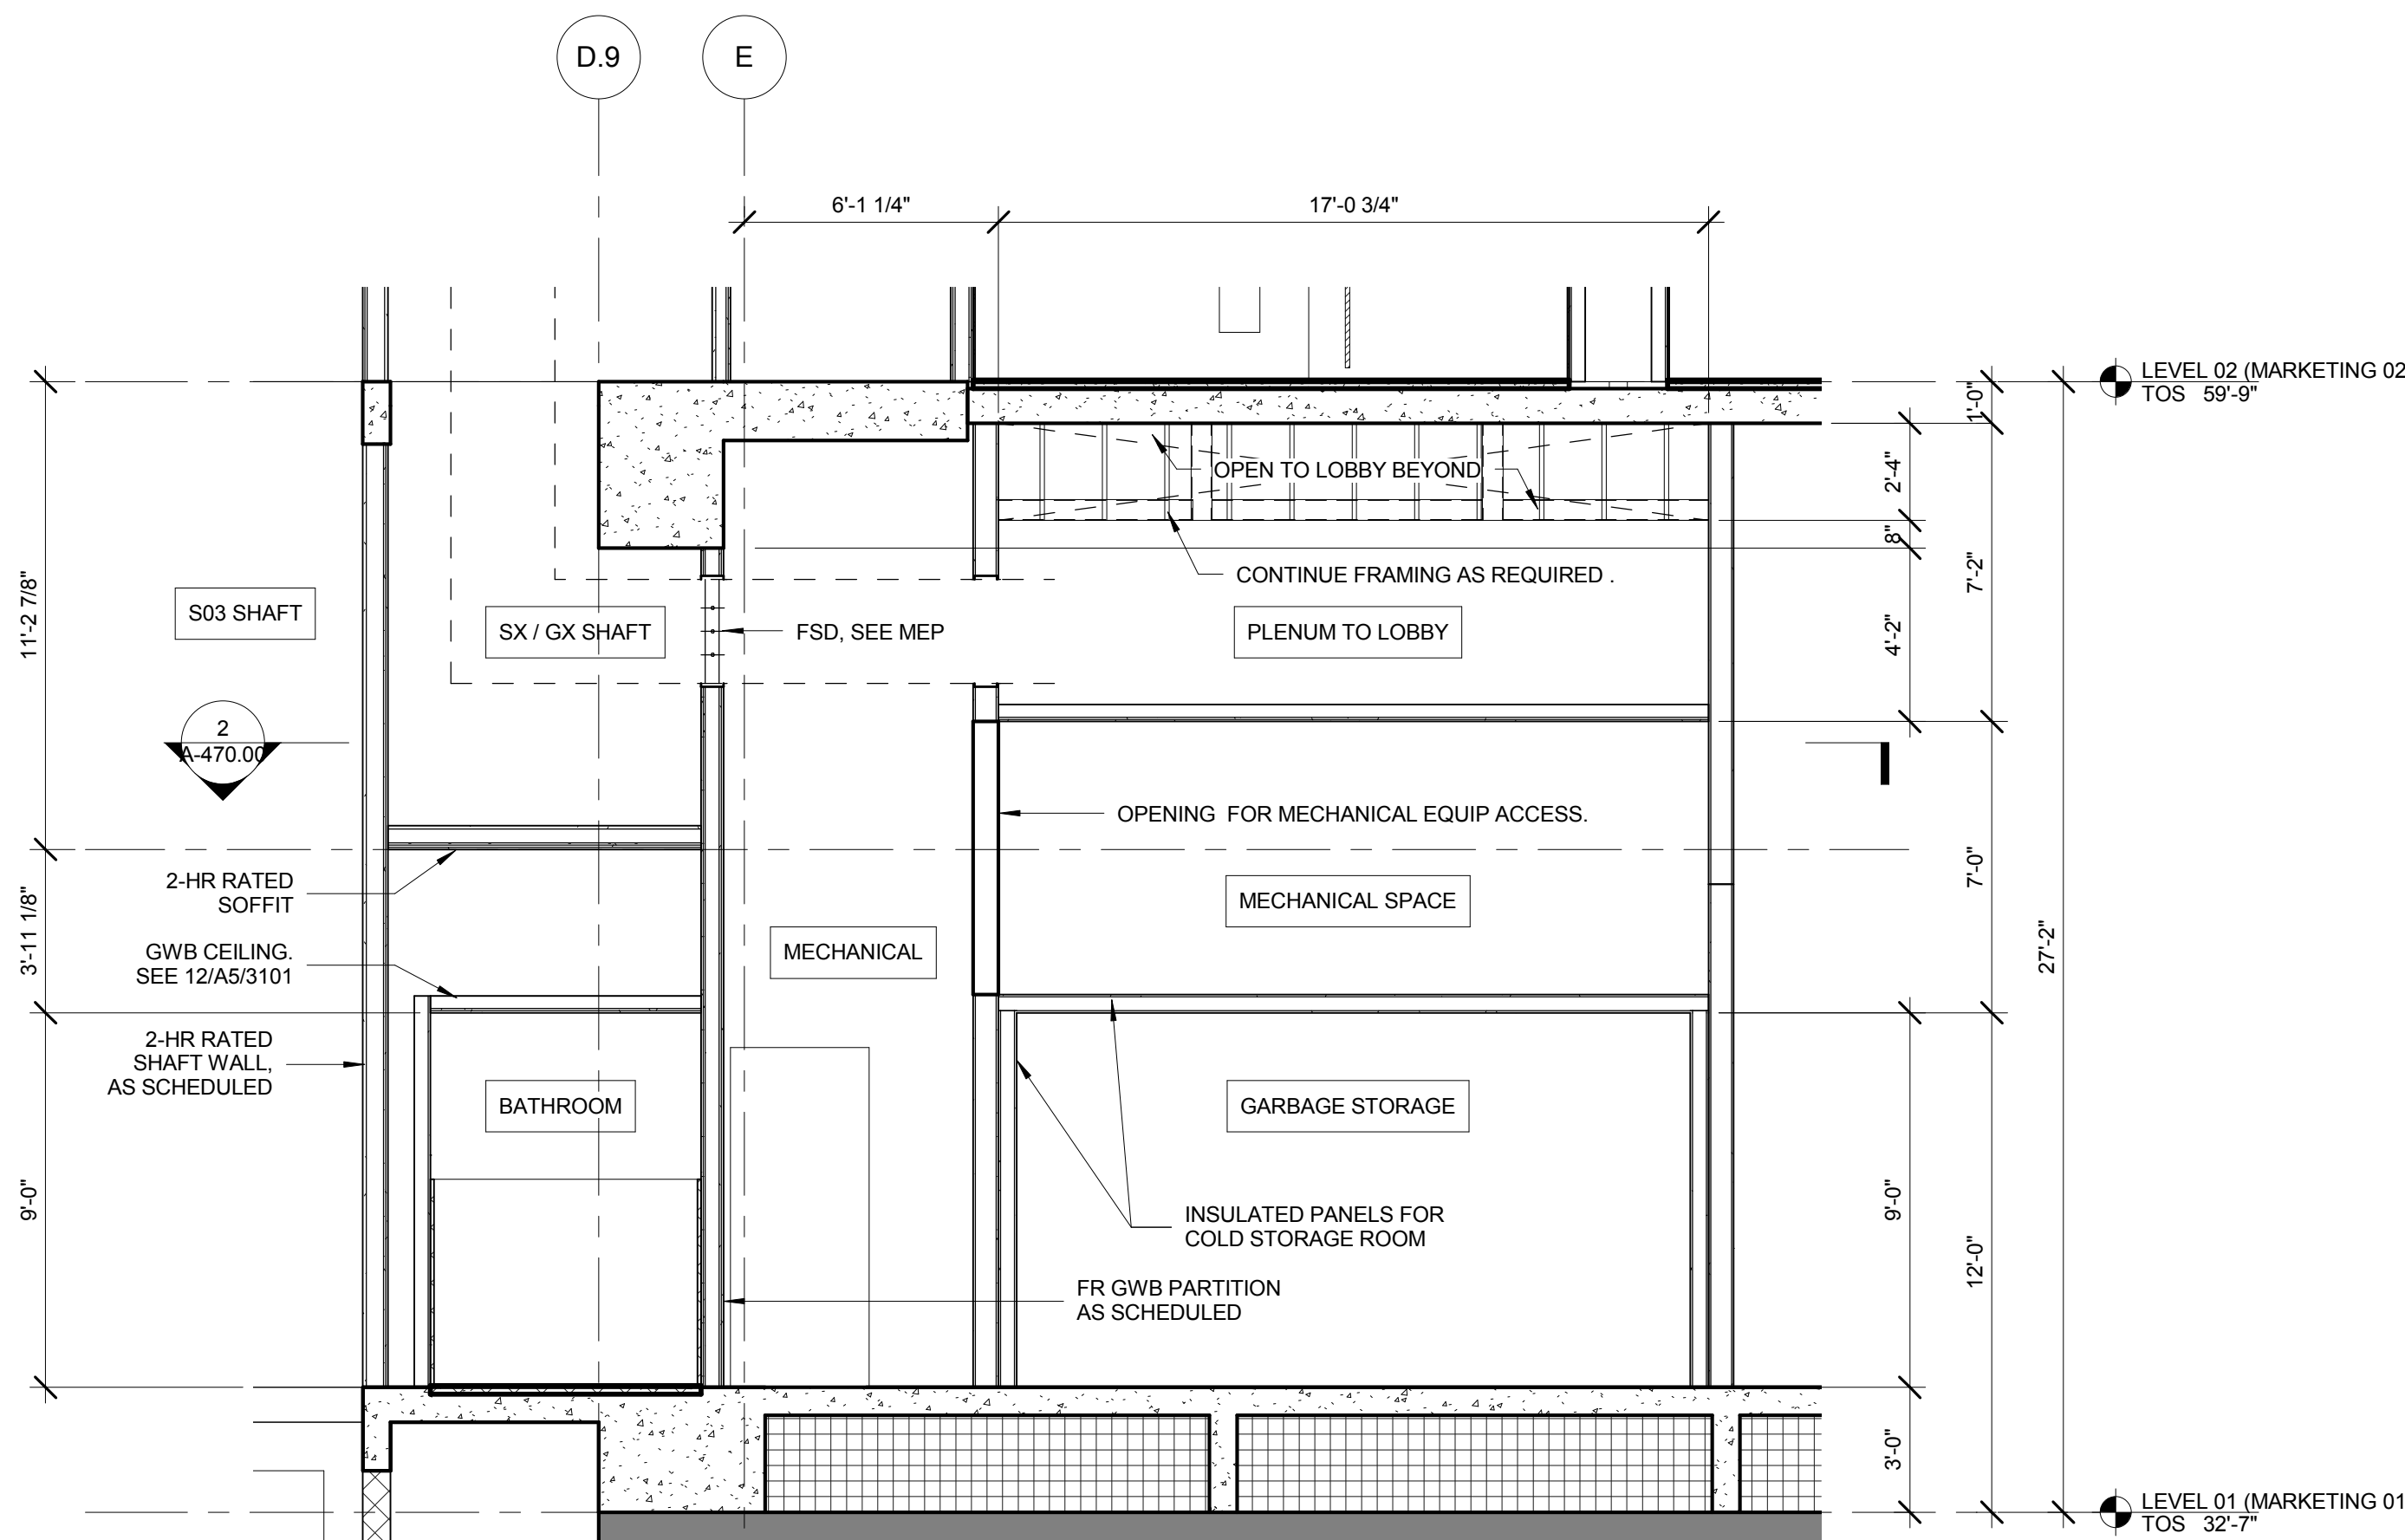 D.9
E
6'-1 1/4"
17'-0 3/4"
LEVEL 02 (MARKETING 02
TOS 59'-9"
1'-0"
2'-4"
OPEN TO LOBBY BEYOND
8"
7'-2"
CONTINUE FRAMING AS REQUIRED .
11'-2 7/8"
S03 SHAFT
SX / GX SHAFT
FSD, SEE MEP
PLENUM TO LOBBY
4'-2"
2
A-470.00
OPENING FOR MECHANICAL EQUIP ACCESS.
2-HR RATED
SOFFIT
7'-0"
MECHANICAL SPACE
3'-11 1/8"
GWB CEILING.
SEE 12/A5/3101
MECHANICAL
27'-2"
2-HR RATED
SHAFT WALL,
AS SCHEDULED
BATHROOM
GARBAGE STORAGE
9'-0"
9'-0"
INSULATED PANELS FOR
COLD STORAGE ROOM
12'-0"
FR GWB PARTITION
AS SCHEDULED
3'-0"
LEVEL 01 (MARKETING 01
TOS 32'-7"